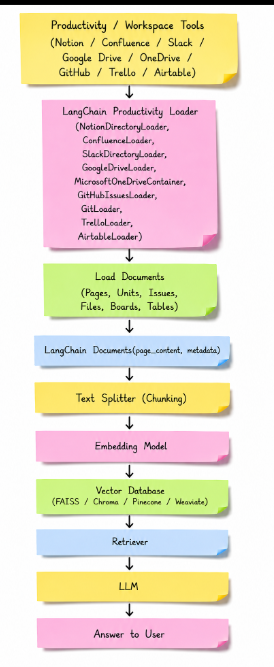 Productivity / Workspace Tools
(Notion / Confluence / Slack /
Google Drive / OneDrive /
GitHub / Trello / Airtable)
LangChain Productivity Loader
(NotionDirectoryLoader,
ConfluenceLoader,
SlackDirectoryLoader,
GoogleDriveLoader,
MicrosoftOneDriveContainer,
GitHubIssuesLoader,
GitLoader,
TrelloLoader,
AirtableLoader)
Load Documents
(Pages, Units, Issues,
Files, Boards, Tables)
LangChain Documents(page_content, metadata)
Text Splitter (Chunking)
Embedding Model
Vector Database
(FAISS / Chroma / Pinecone / Weaviate)
Retriever
LLM
Answer to User